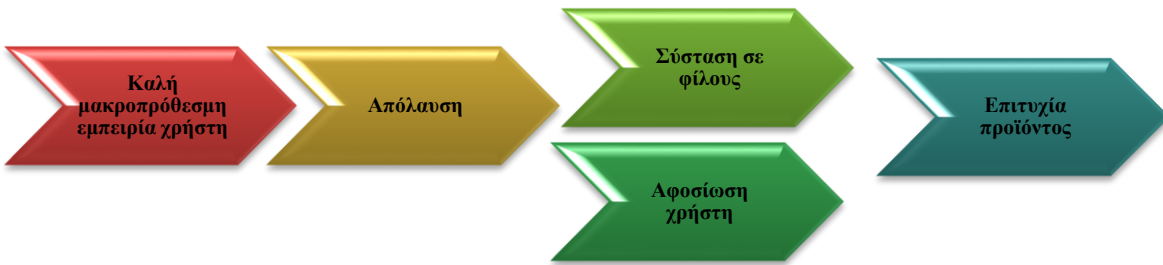 Καλή
μακροπρόθεσμη
εμπειρία χρήστη
Απόλαυση
Σύσταση σε
φίλους
Αφοσίωση
χρήστη
Επιτυχία
προϊόντος